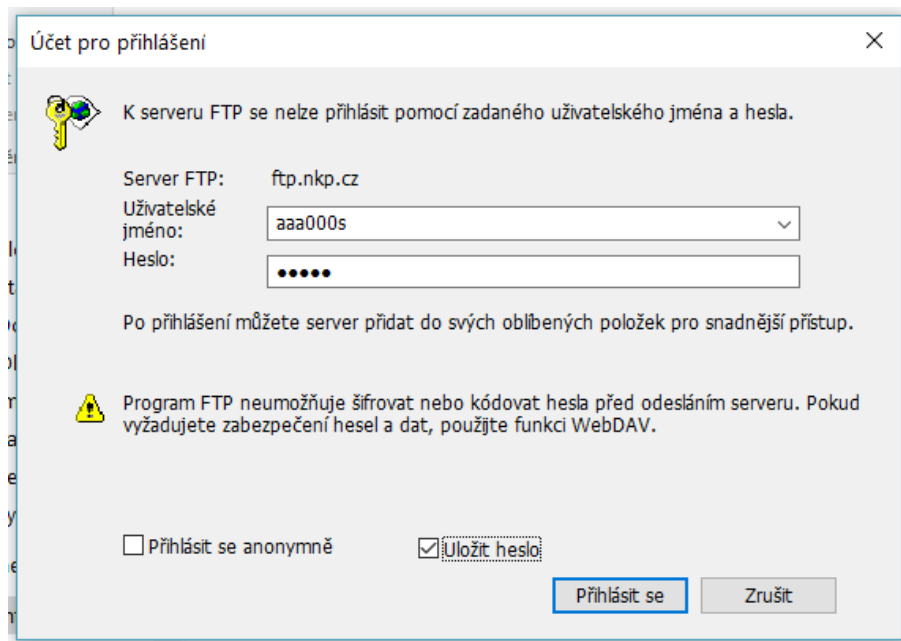 Účet pro přihlášení
K serveru FTP se nelze přihlásit pomocí zadaného uživatelského jména a hesla.
Server FTP: ftp.nkp.cz
Uživatelské
jméno: aaa000s
Heslo: •••••
Po přihlášení můžete server přidat do svých oblíbených položek pro snadnější přístup.
Program FTP neumožňuje šifrovat nebo kódovat hesla před odesláním serveru. Pokud
vyžadujete zabezpečení hesel a dat, použijte funkci WebDAV.
Přihlásit se anonymně Uložit heslo
Přihlásit se Zrušit